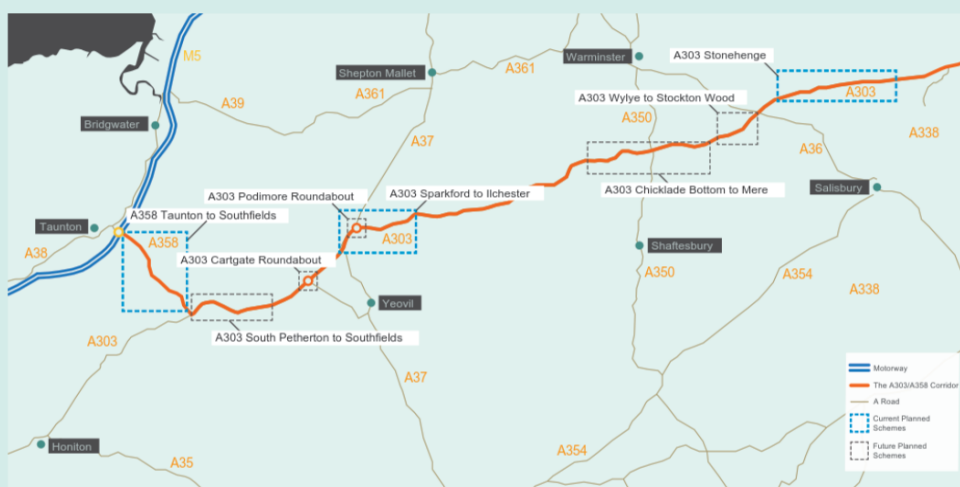 M5
Warminster
A303 Stonehenge
Shepton Mallet
A361
A361
A39
A303
A303 Wylye to Stockton Wood
A350
A338
Bridgwater
A37
A36
A303 Chicklade Bottom to Mere
Salisbury
A303 Podimore Roundabout
A303 Sparkford to Ilchester
A358 Taunton to Southfields
Taunton
A358
A303
A38
A303 Cartgate Roundabout
Shaftesbury
A350
A354
A338
Yeovil
A303
A303 South Petherton to Southfields
A37
Honiton
A35
A354
Motorway
The A303/A358 Corridor
A Road
Current Planned
Schemes
Future Planned
Schemes